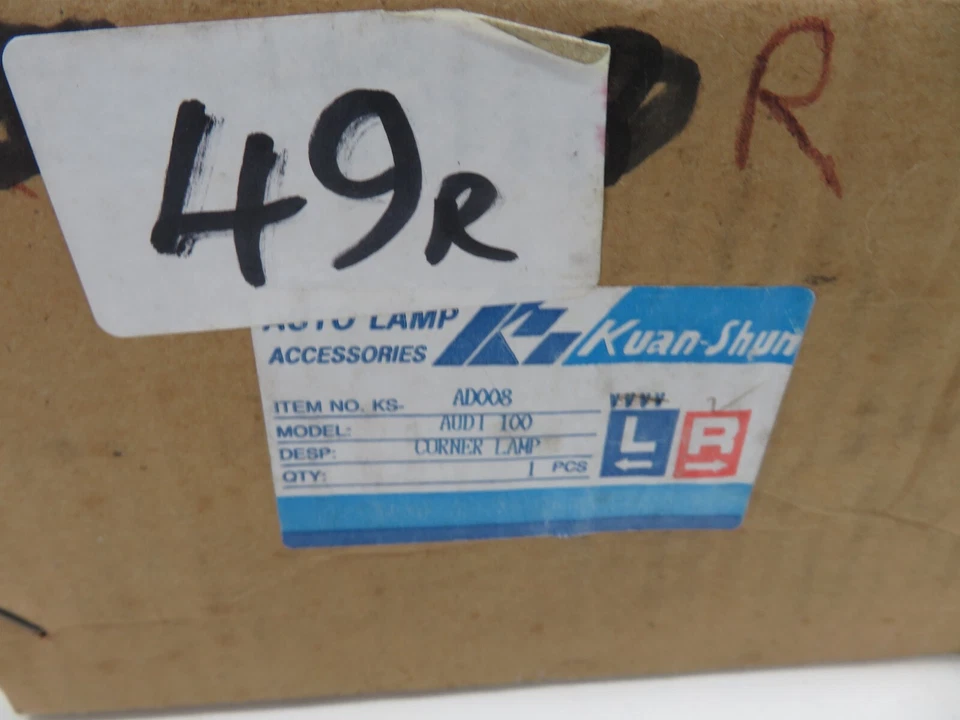 R
49R
AUTO LAMP
ACCESSORIES
Kuan-Shun
ITEM NO. KS- AD008
MODEL: AUDI 100
DESP: CORNER LAMP
QTY: 1 PCS
L R